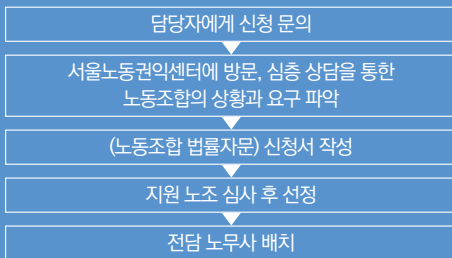 담당자에게 신청 문의
서울노동권익센터에 방문, 심층 상담을 통한
노동조합의 상황과 요구 파악
(노동조합 법률자문) 신청서 작성
지원 노조 심사 후 선정
전담 노무사 배치